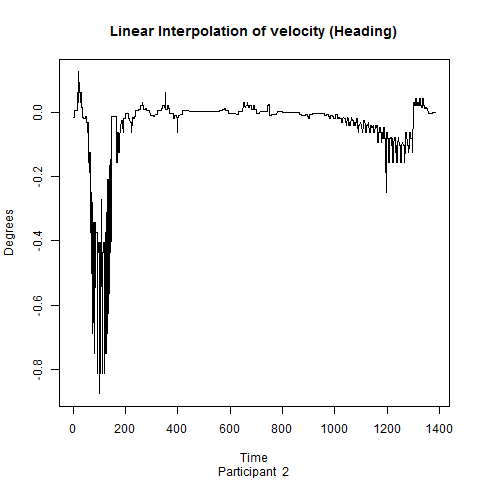 Linear Interpolation of velocity (Heading)
Degrees
0.0
-0.2
-0.4
-0.6
-0.8
0 200 400 600 800 1000 1200 1400
Time
Participant 2